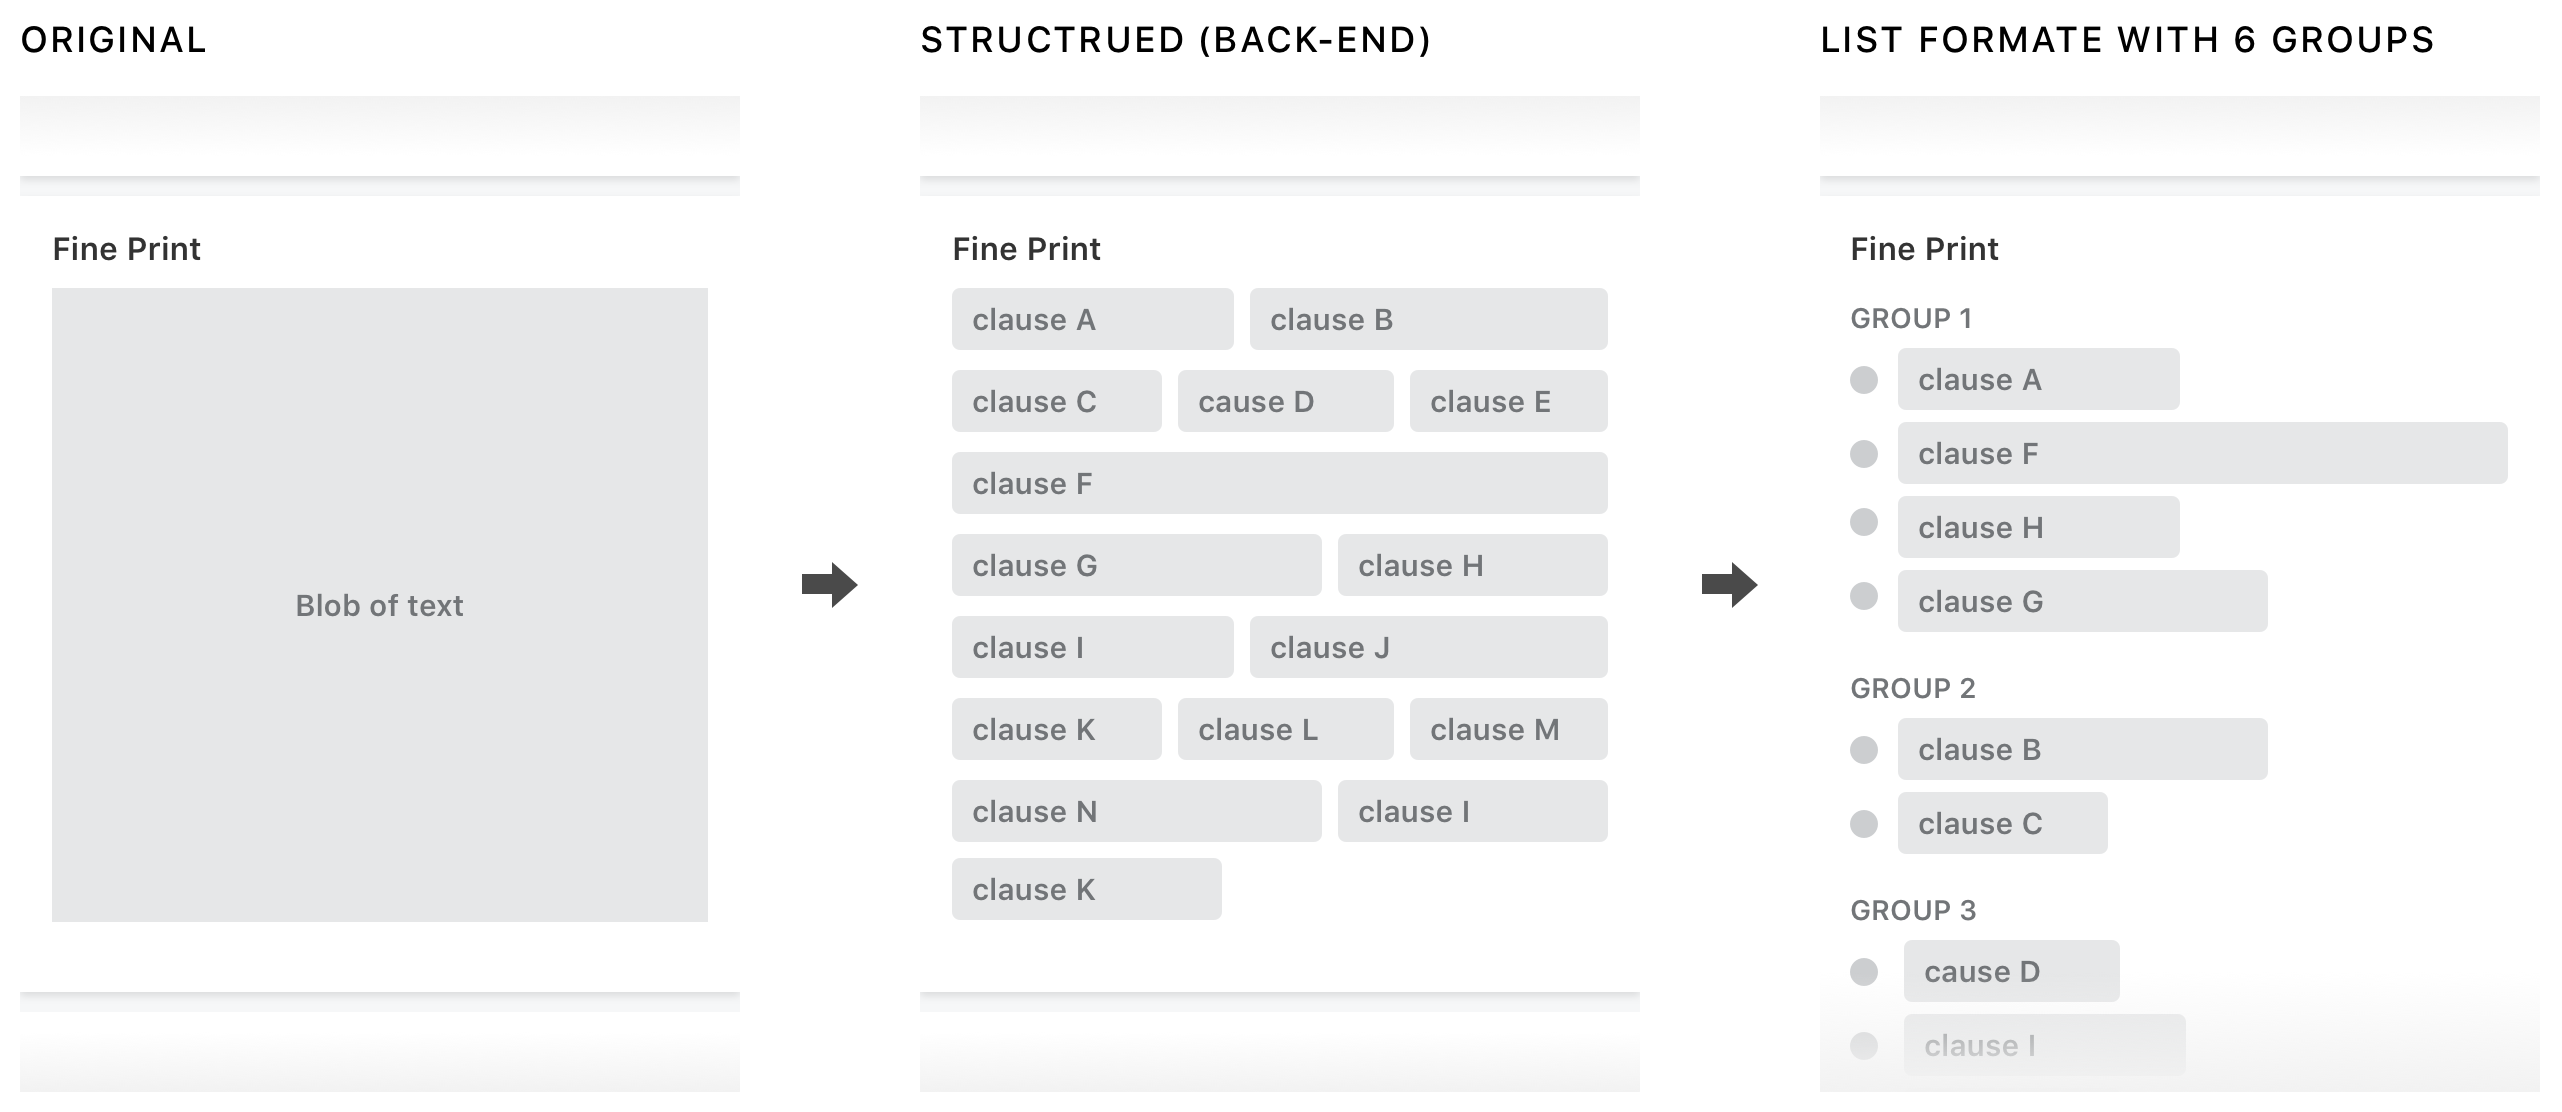 ORIGINAL
Fine Print
Blob of text
STRUCTRUED (BACK-END)
Fine Print
clause A
clause B
clause C
cause D
clause E
clause F
clause G
clause H
clause I
clause J
clause K
clause L
clause M
clause N
clause I
clause K
LIST FORMATE WITH 6 GROUPS
Fine Print
GROUP 1
clause A
clause F
clause H
clause G
GROUP 2
clause B
clause C
GROUP 3
cause D
clause I